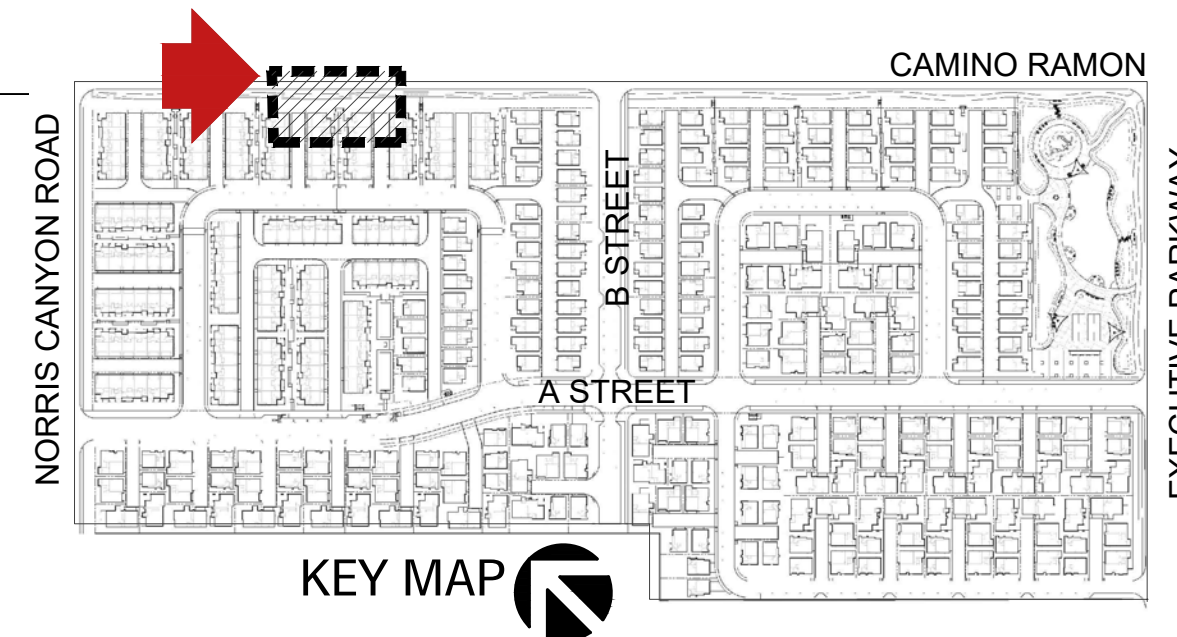 CAMINO RAMON
NORRIS CANYON ROAD
B STREET
EXECUTIVE PARKWAY
A STREET
KEY MAP